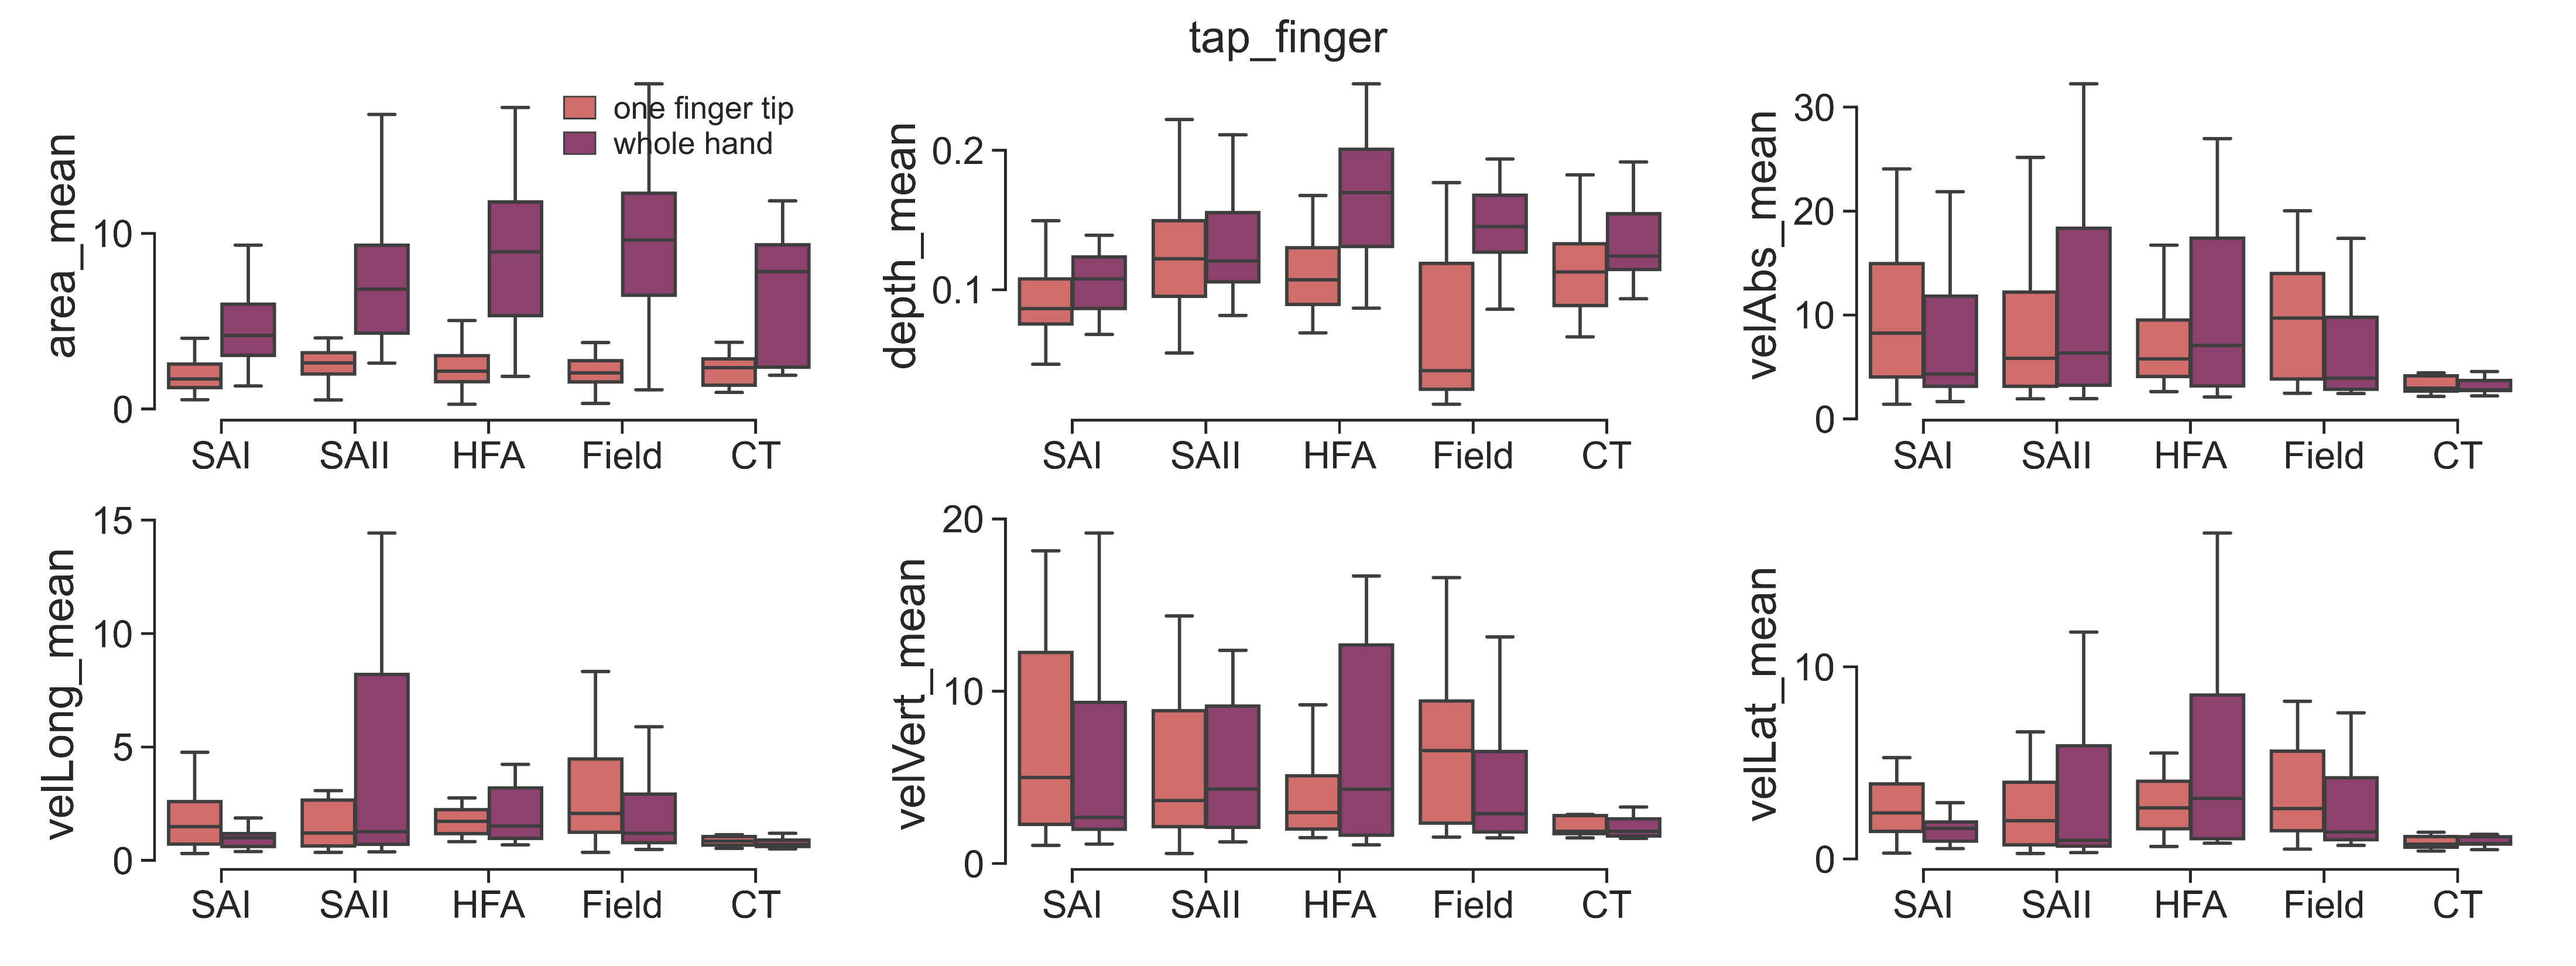 tap_finger
one finger tip
whole hand
area_mean
10
0
SAI SAII HFA Field CT
depth_mean
0.2
0.1
SAI SAII HFA Field CT
velAbs_mean
30
20
10
0
SAI SAII HFA Field CT
velLong_mean
15
10
5
0
SAI SAII HFA Field CT
velVert_mean
20
10
0
SAI SAII HFA Field CT
velLat_mean
10
0
SAI SAII HFA Field CT